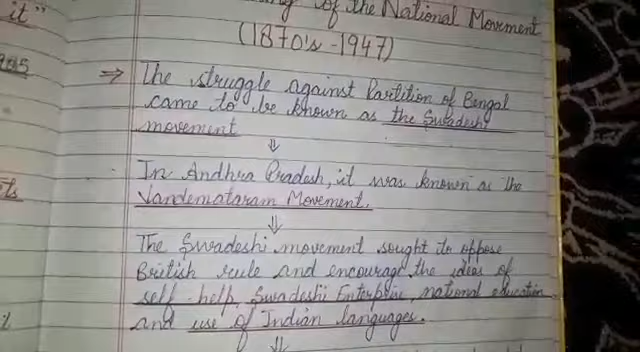 it"
of the National Movement
(1870's - 1947)
⇒ The struggle against Partition of Bengal
came to be known as the Swadeshi
movement
⇓
In Andhra Pradesh, it was known as the
Vandemataram Movement.
⇓
The Swadeshi movement sought to oppose
British rule and encourage the ideas of
self-help, Swadeshi Enterprise, national education
and use of Indian languages.
⇓